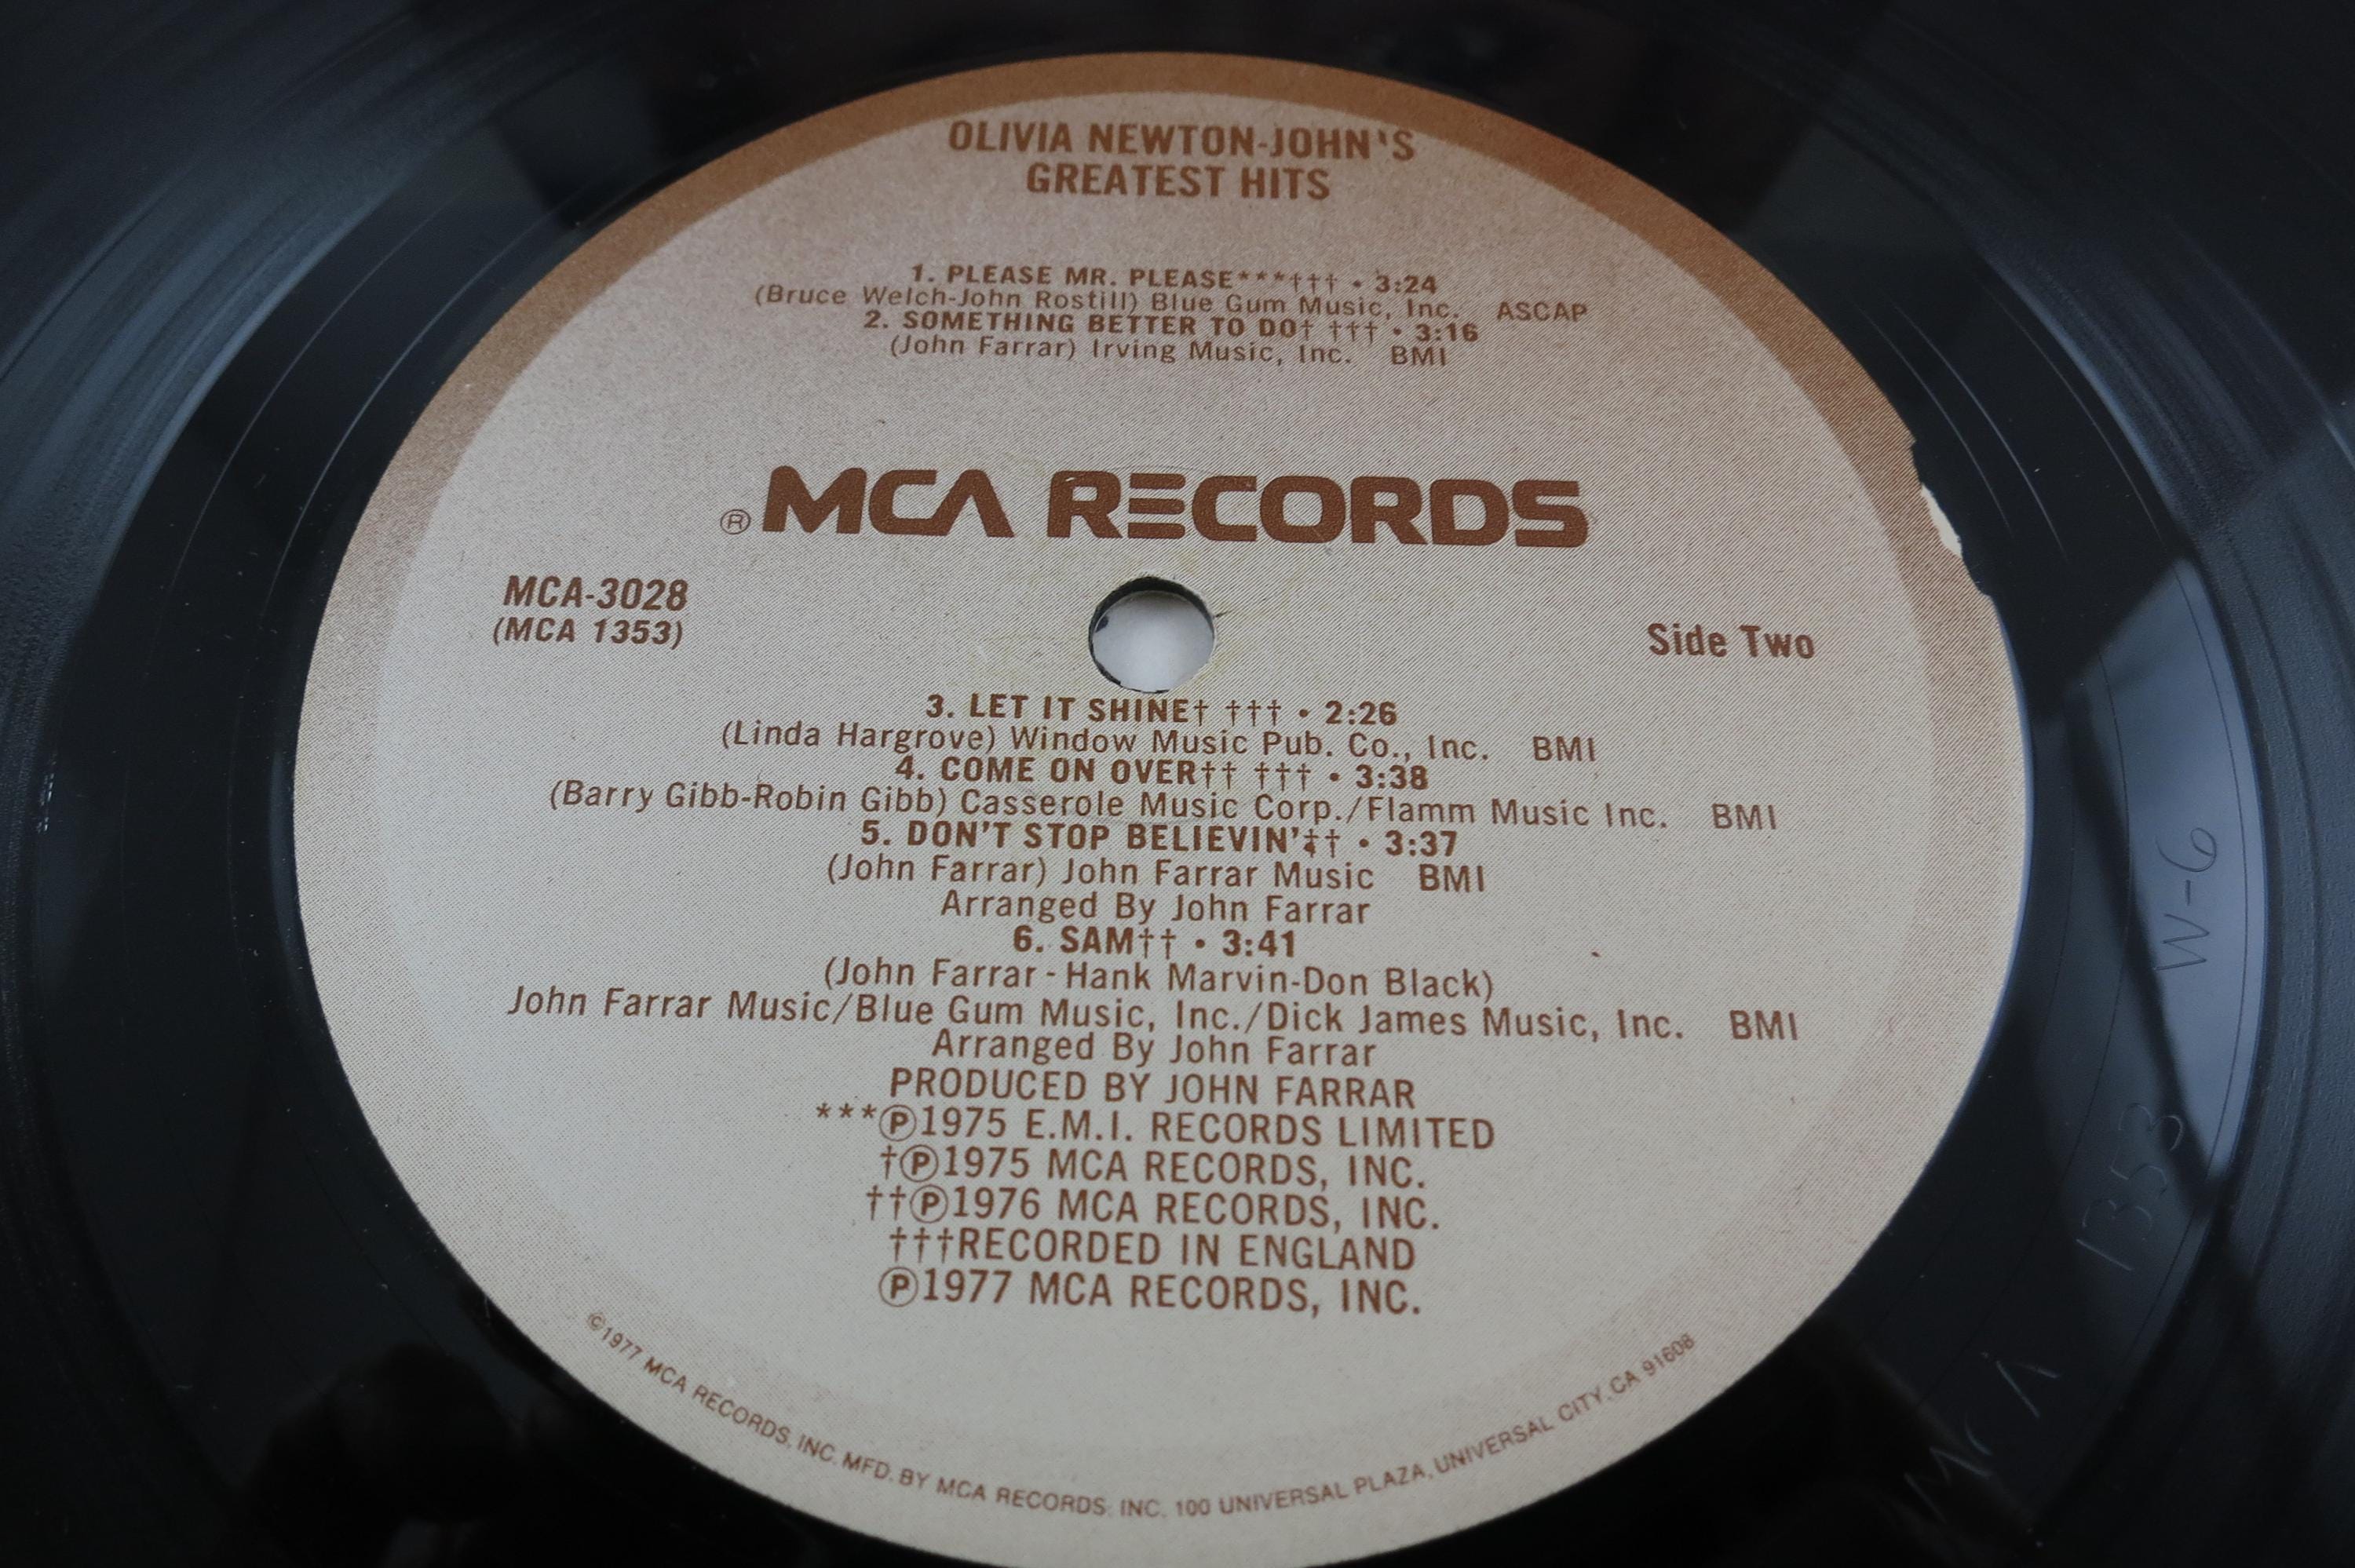 OLIVIA NEWTON-JOHN'S
GREATEST HITS
1. PLEASE MR. PLEASE***††† • 3:24
(Bruce Welch-John Rostill) Blue Gum Music, Inc. ASCAP
2. SOMETHING BETTER TO DO† ††† • 3:16
(John Farrar) Irving Music, Inc. BMI
® MCA RECORDS
MCA-3028
(MCA 1353)
Side Two
3. LET IT SHINE† ††† • 2:26
(Linda Hargrove) Window Music Pub. Co., Inc. BMI
4. COME ON OVER†† ††† • 3:38
(Barry Gibb-Robin Gibb) Casserole Music Corp./Flamm Music Inc. BMI
5. DON'T STOP BELIEVIN'†† • 3:37
(John Farrar) John Farrar Music BMI
Arranged By John Farrar
6. SAM†† • 3:41
(John Farrar-Hank Marvin-Don Black)
John Farrar Music/Blue Gum Music, Inc./Dick James Music, Inc. BMI
Arranged By John Farrar
PRODUCED BY JOHN FARRAR
***℗1975 E.M.I. RECORDS LIMITED
†℗1975 MCA RECORDS, INC.
††℗1976 MCA RECORDS, INC.
†††RECORDED IN ENGLAND
℗1977 MCA RECORDS, INC.
©1977 MCA RECORDS, INC. MFD. BY MCA RECORDS, INC. 100 UNIVERSAL PLAZA, UNIVERSAL CITY, CA 91608
MCA 1353 W-6